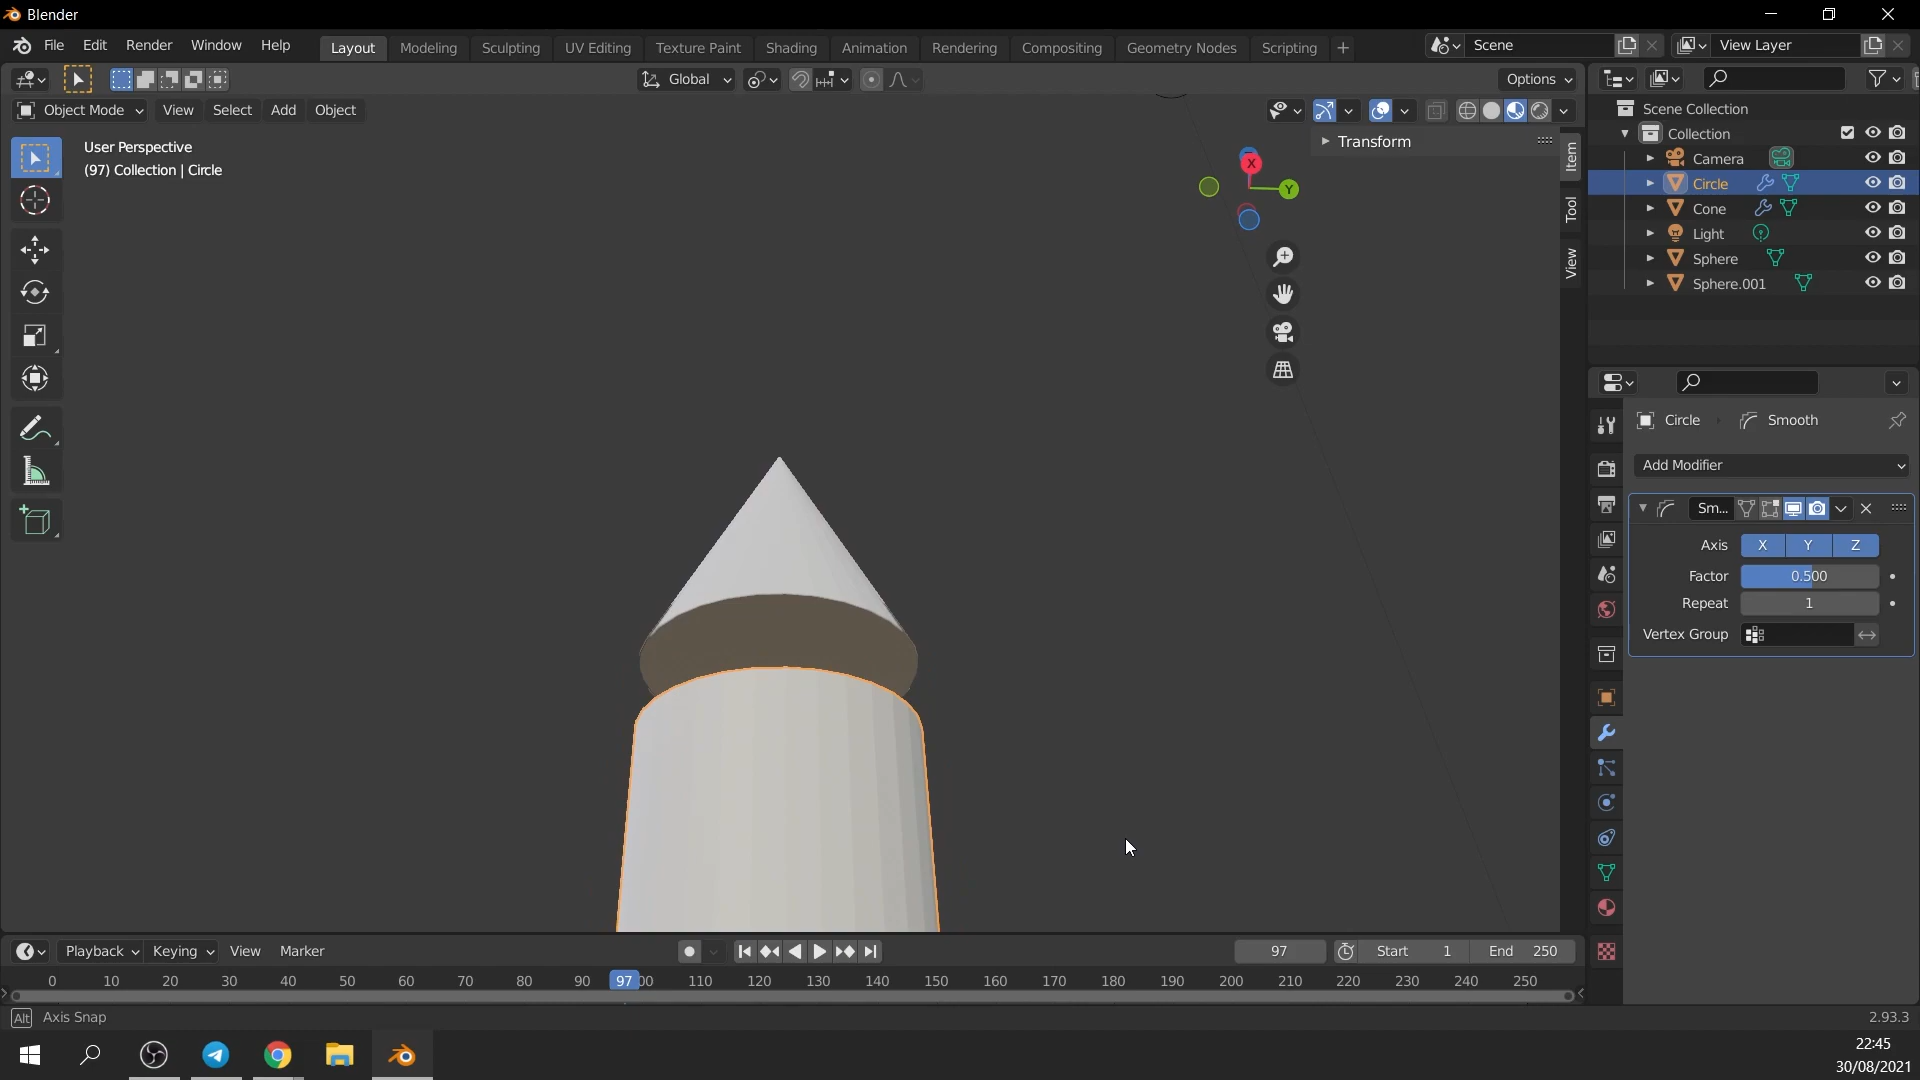 Blender
File Edit Render Window Help Layout Modeling Sculpting UV Editing Texture Paint Shading Animation Rendering Compositing Geometry Nodes Scripting + Scene View Layer
Global Options
Object Mode View Select Add Object
User Perspective
(97) Collection | Circle
X
Y
Transform
Item
Tool
View
Scene Collection
Collection
Camera
Circle
Cone
Light
Sphere
Sphere.001
Circle Smooth
Add Modifier
Sm...
Axis X Y Z
Factor 0.500
Repeat 1
Vertex Group
Playback Keying View Marker 97 Start 1 End 250
0 10 20 30 40 50 60 70 80 90 97 00 110 120 130 140 150 160 170 180 190 200 210 220 230 240 250
Alt Axis Snap 2.93.3
22:45
30/08/2021